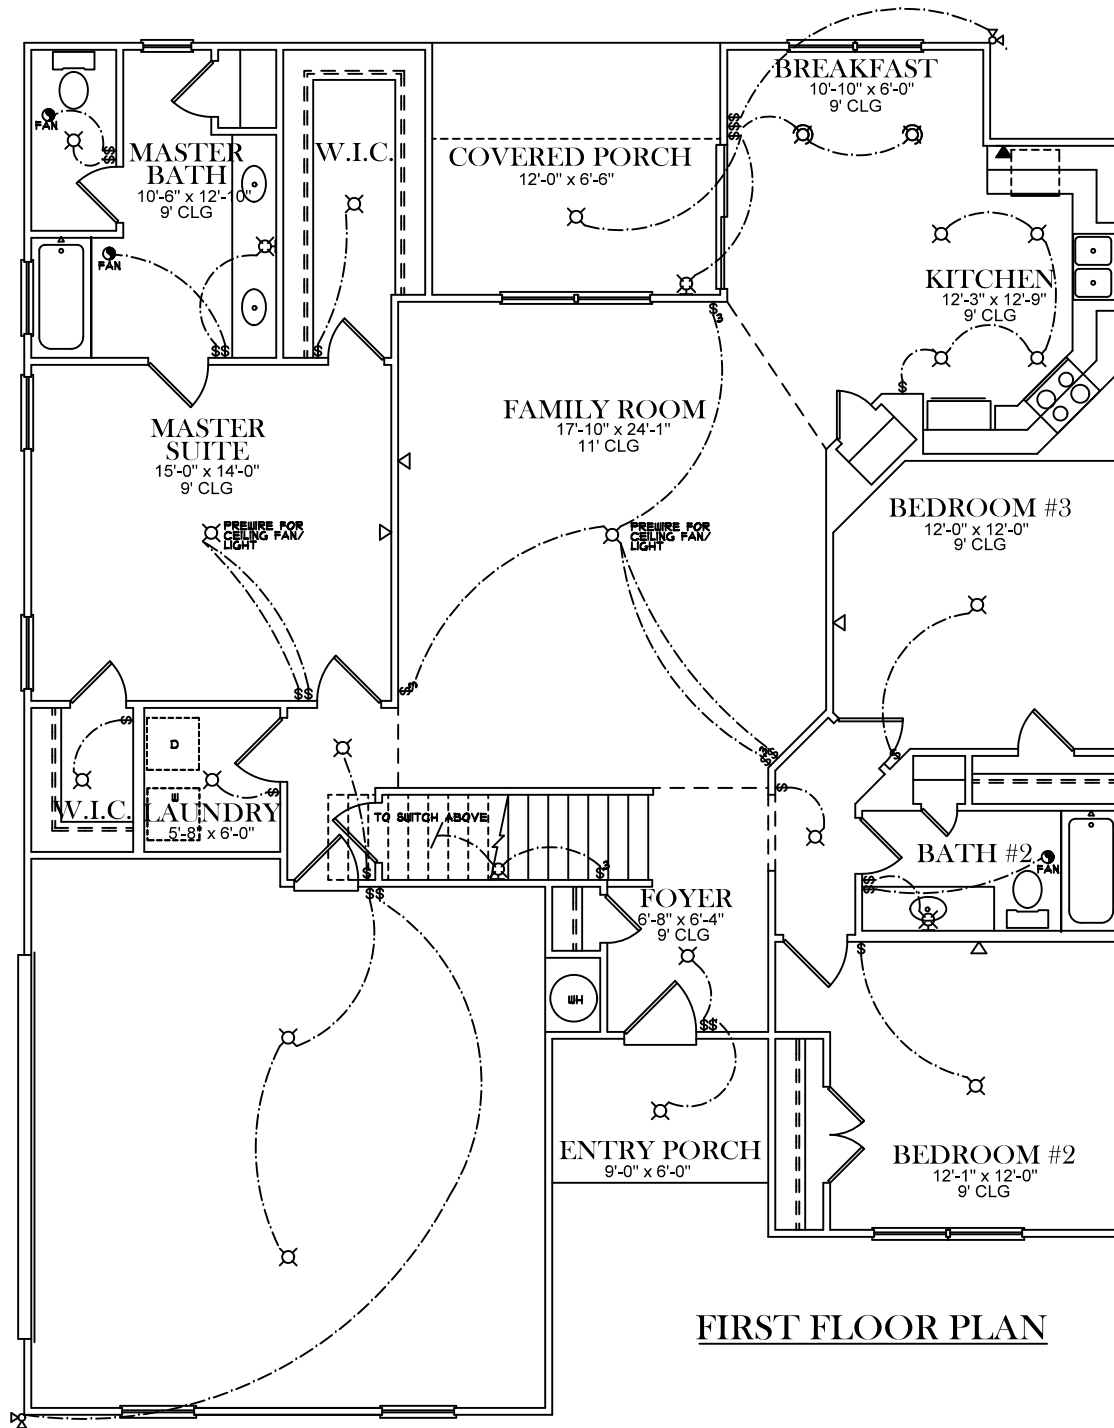 BREAKFAST
10'-10" x 6'-0"
9' CLG
FAN
$$
MASTER
BATH
10'-6" x 12'-10"
9' CLG
W.I.C.
COVERED PORCH
12'-0" x 6'-6"
$$$
FAN
KITCHEN
12'-3" x 12'-9"
9' CLG
$3
$$
$
$
FAMILY ROOM
17'-10" x 24'-1"
11' CLG
MASTER
SUITE
15'-0" x 14'-0"
9' CLG
BEDROOM #3
12'-0" x 12'-0"
9' CLG
PREWIRE FOR
CEILING FAN/
LIGHT
PREWIRE FOR
CEILING FAN/
LIGHT
$$
$3
$
D
$3$$
$
W
$
$
W.I.C.
LAUNDRY
5'-8" x 6'-0"
TO SWITCH ABOVE
BATH #2
FAN
$
$3
$$
$$
FOYER
6'-8" x 6'-4"
9' CLG
$
WH
$$
ENTRY PORCH
9'-0" x 6'-0"
BEDROOM #2
12'-1" x 12'-0"
9' CLG
FIRST FLOOR PLAN